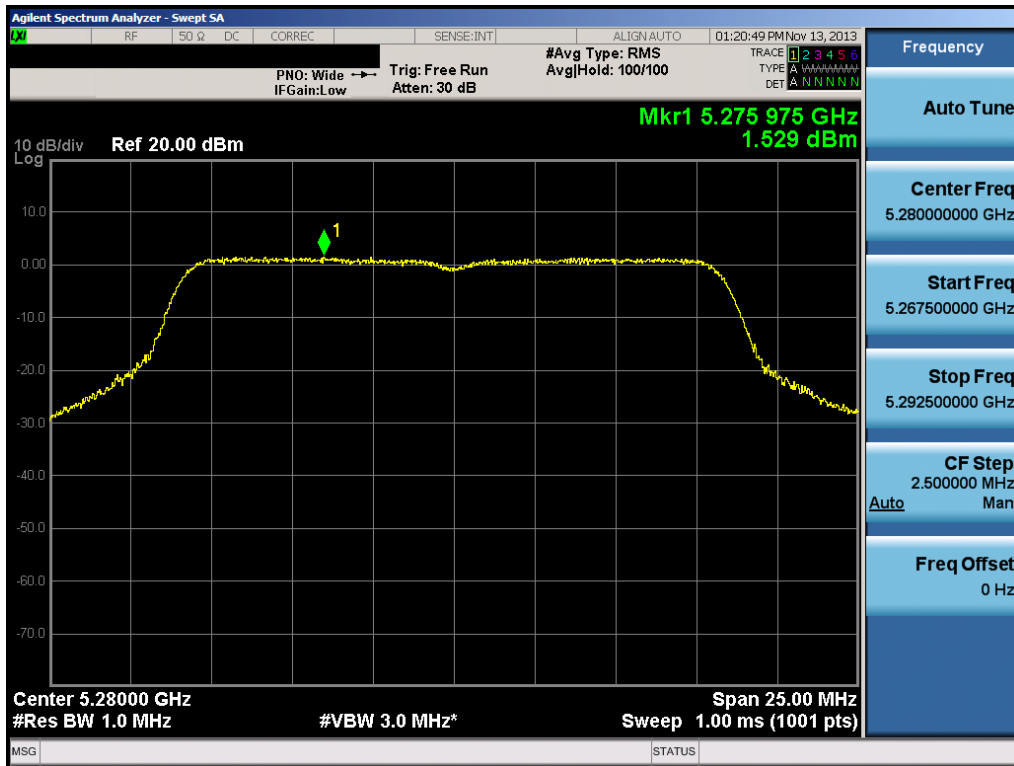 Agilent Spectrum Analyzer - Swept SA
LXI RF 50 Ω DC CORREC SENSE:INT ALIGN AUTO 01:20:49 PM Nov 13, 2013
PNO: Wide Trig: Free Run #Avg Type: RMS TRACE 1 2 3 4 5 6
IFGain:Low Atten: 30 dB Avg|Hold: 100/100 TYPE A WWWWW
DET A N N N N N
Mkr1 5.275 975 GHz
1.529 dBm
10 dB/div Ref 20.00 dBm
Log
10.0
1
0.00
-10.0
-20.0
-30.0
-40.0
-50.0
-60.0
-70.0
Center 5.28000 GHz Span 25.00 MHz
#Res BW 1.0 MHz #VBW 3.0 MHz* Sweep 1.00 ms (1001 pts)
MSG STATUS
Frequency
Auto Tune
Center Freq
5.280000000 GHz
Start Freq
5.267500000 GHz
Stop Freq
5.292500000 GHz
CF Step
2.500000 MHz
Auto Man
Freq Offset
0 Hz